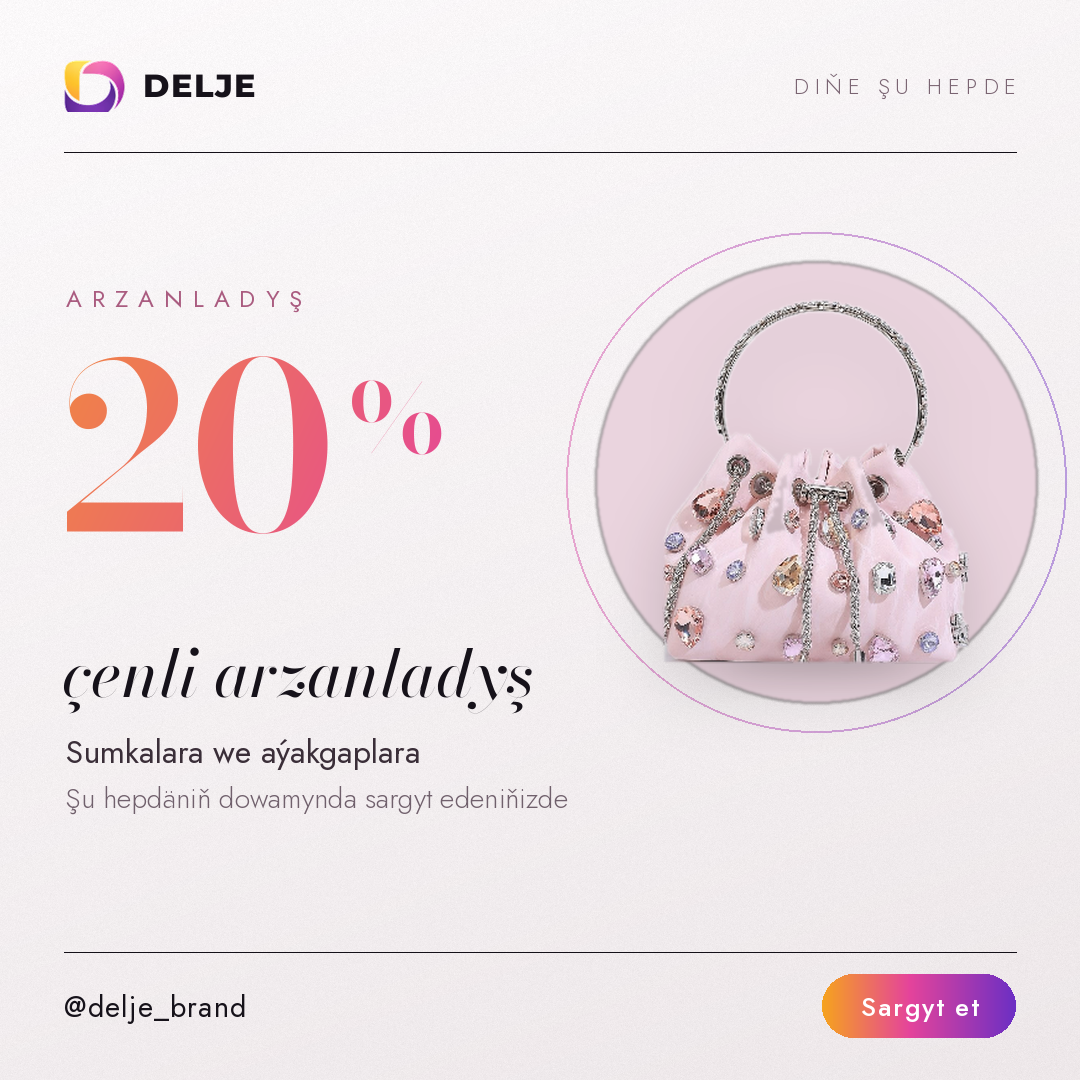 DELJE
DIŇE ŞU HEPDE
ARZANLADYŞ
20%
çenli arzanladyş
Sumkalara we aýakgaplara
Şu hepdäniň dowamynda sargyt edeniňizde
@delje_brand
Sargyt et